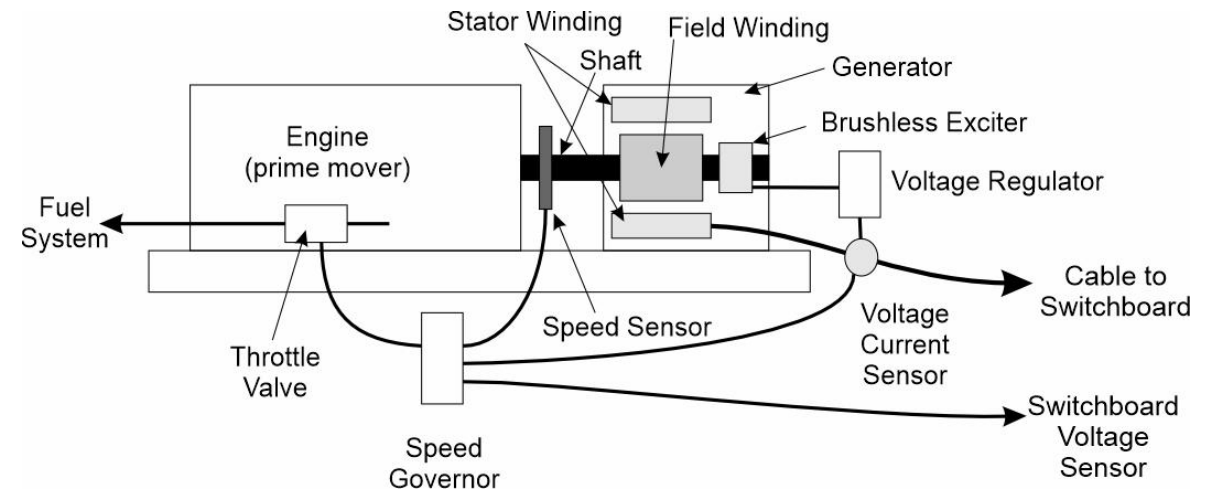 Stator Winding
Field Winding
Shaft
Generator
Engine
(prime mover)
Brushless Exciter
Voltage Regulator
Fuel
System
Cable to
Switchboard
Speed Sensor
Voltage
Current
Sensor
Throttle
Valve
Switchboard
Voltage
Sensor
Speed
Governor